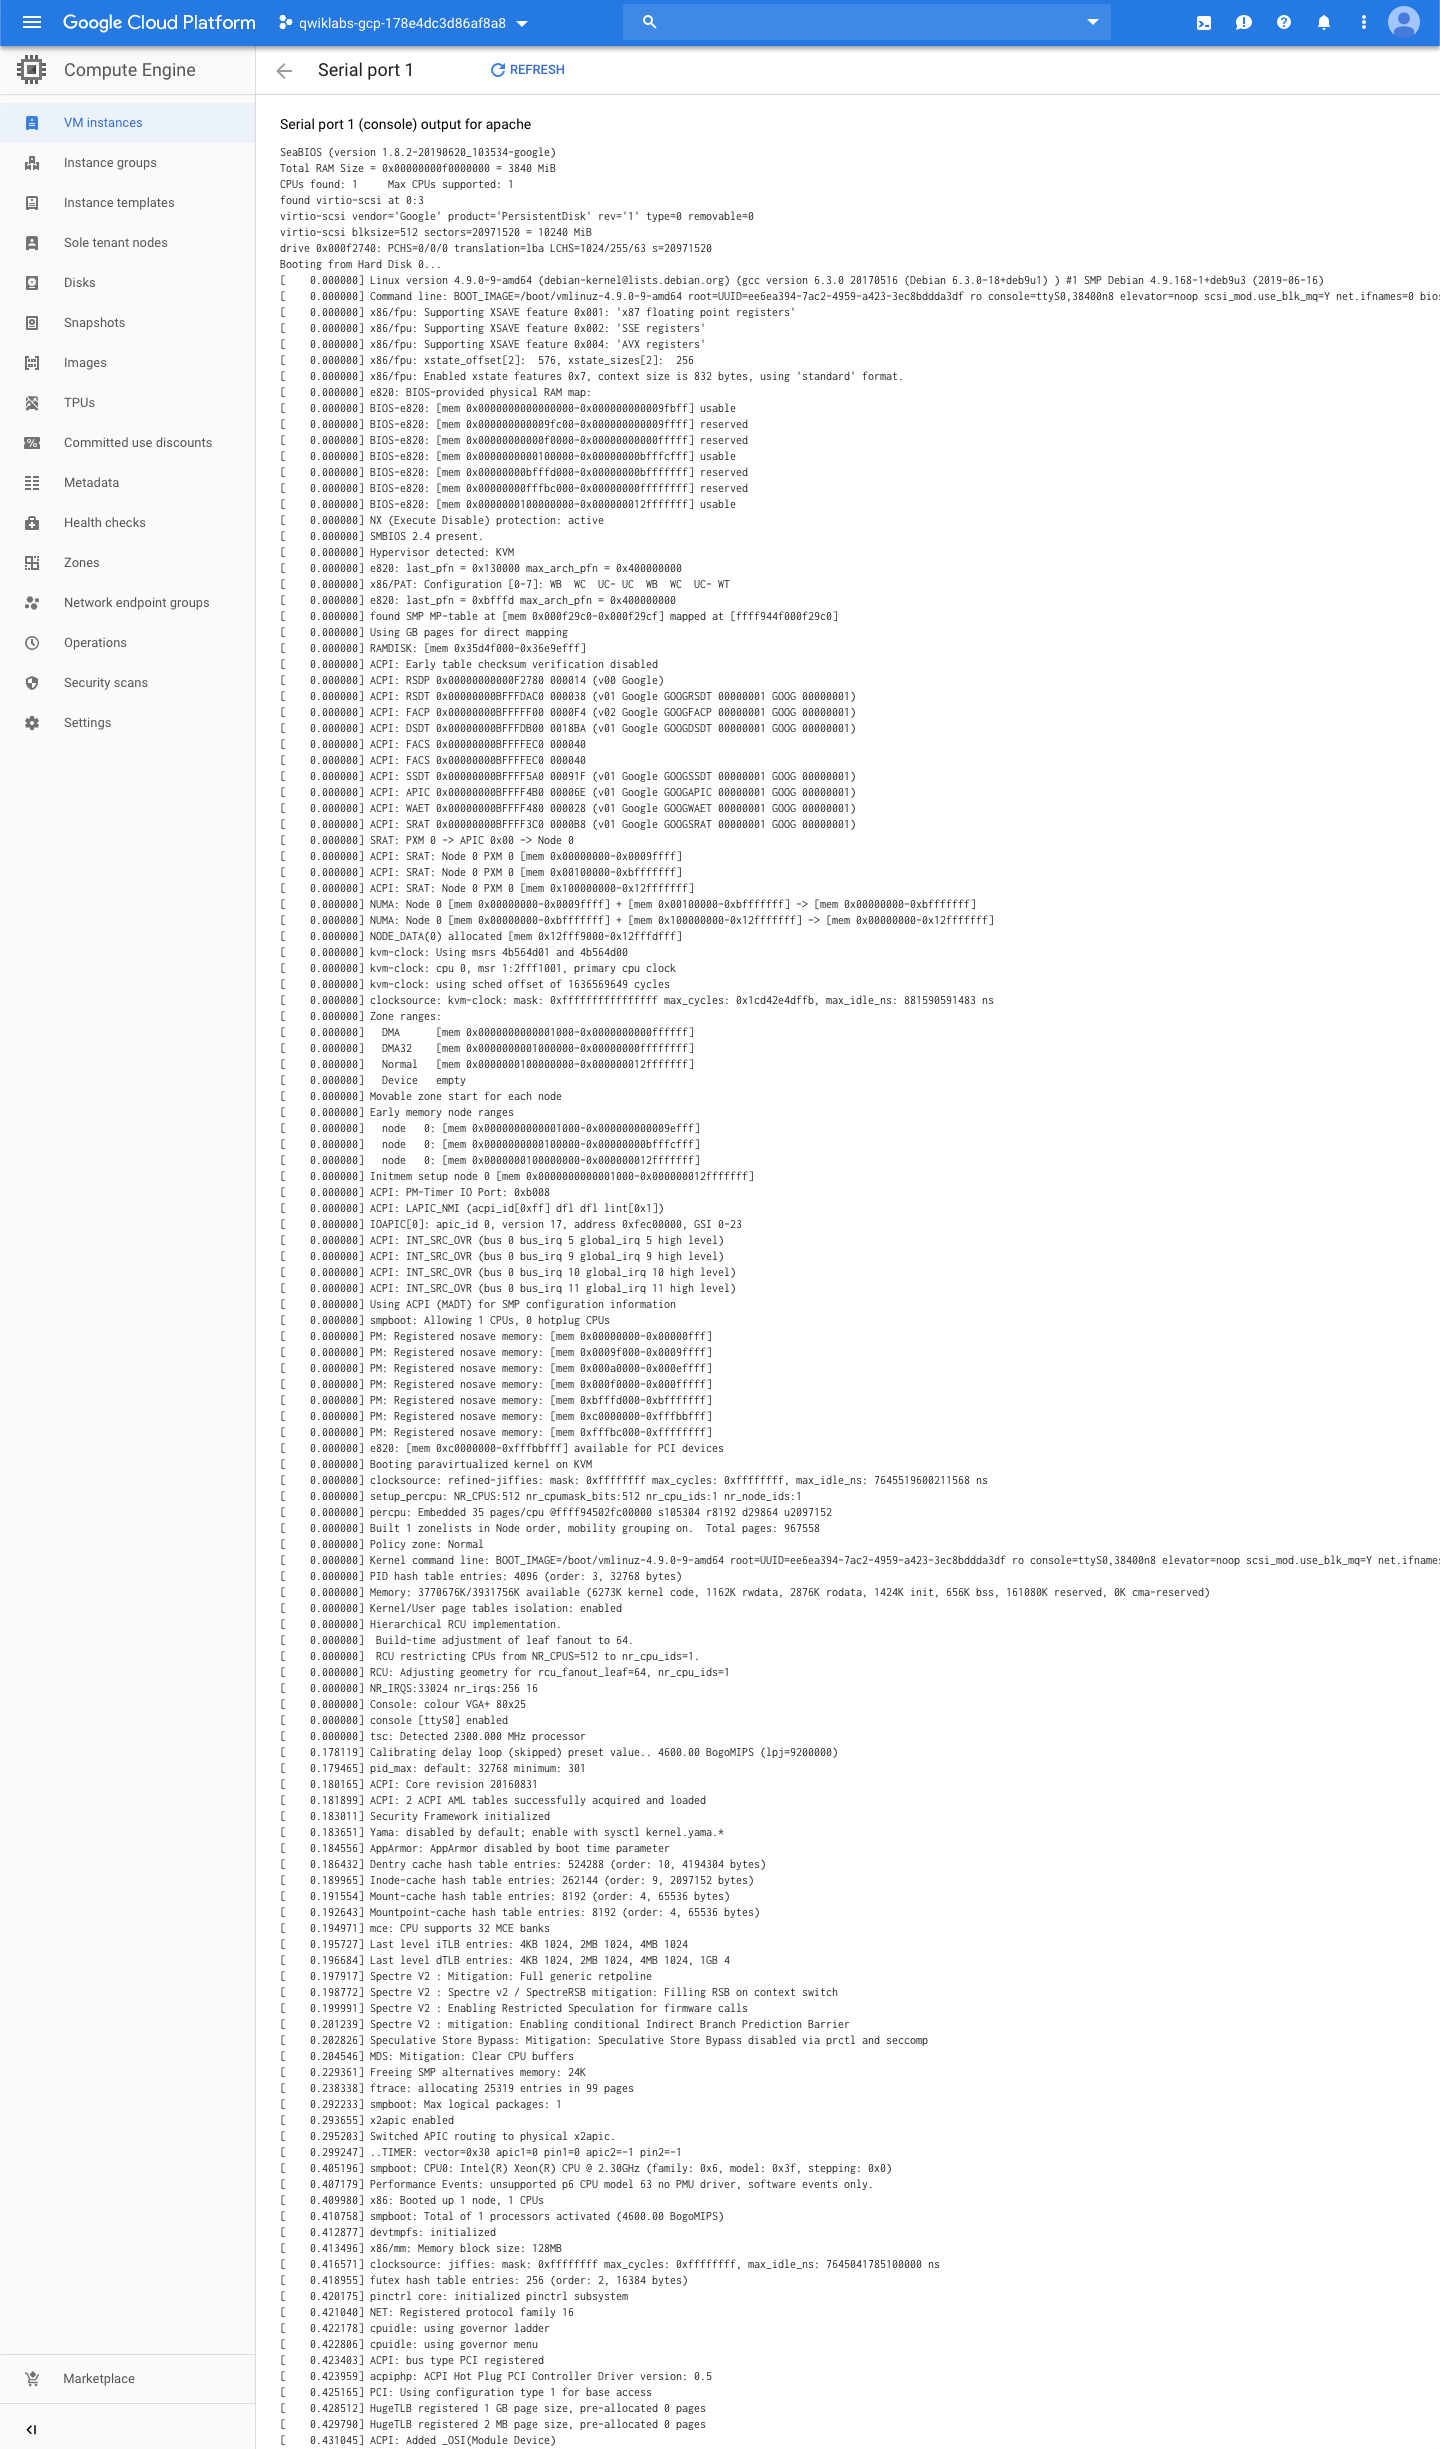 Google Cloud Platform
qwiklabs-gcp-178e4dc3d86af8a8
Compute Engine
Serial port 1
REFRESH
VM instances
Instance groups
Instance templates
Sole tenant nodes
Disks
Snapshots
Images
TPUs
Committed use discounts
Metadata
Health checks
Zones
Network endpoint groups
Operations
Security scans
Settings
Marketplace
Serial port 1 (console) output for apache
SeaBIOS (version 1.8.2-20190620_103534-google)
Total RAM Size = 0x00000000f0000000 = 3840 MiB
CPUs found: 1     Max CPUs supported: 1
found virtio-scsi at 0:3
virtio-scsi vendor='Google' product='PersistentDisk' rev='1' type=0 removable=0
virtio-scsi blksize=512 sectors=20971520 = 10240 MiB
drive 0x000f2740: PCHS=0/0/0 translation=lba LCHS=1024/255/63 s=20971520
Booting from Hard Disk 0...
[    0.000000] Linux version 4.9.0-9-amd64 (debian-kernel@lists.debian.org) (gcc version 6.3.0 20170516 (Debian 6.3.0-18+deb9u1) ) #1 SMP Debian 4.9.168-1+deb9u3 (2019-06-16)
[    0.000000] Command line: BOOT_IMAGE=/boot/vmlinuz-4.9.0-9-amd64 root=UUID=ee6ea394-7ac2-4959-a423-3ec8bddda3df ro console=ttyS0,38400n8 elevator=noop scsi_mod.use_blk_mq=Y net.ifnames=0 bios
[    0.000000] x86/fpu: Supporting XSAVE feature 0x001: 'x87 floating point registers'
[    0.000000] x86/fpu: Supporting XSAVE feature 0x002: 'SSE registers'
[    0.000000] x86/fpu: Supporting XSAVE feature 0x004: 'AVX registers'
[    0.000000] x86/fpu: xstate_offset[2]:  576, xstate_sizes[2]:  256
[    0.000000] x86/fpu: Enabled xstate features 0x7, context size is 832 bytes, using 'standard' format.
[    0.000000] e820: BIOS-provided physical RAM map:
[    0.000000] BIOS-e820: [mem 0x0000000000000000-0x000000000009fbff] usable
[    0.000000] BIOS-e820: [mem 0x000000000009fc00-0x000000000009ffff] reserved
[    0.000000] BIOS-e820: [mem 0x00000000000f0000-0x00000000000fffff] reserved
[    0.000000] BIOS-e820: [mem 0x0000000000100000-0x00000000bfffcfff] usable
[    0.000000] BIOS-e820: [mem 0x00000000bfffd000-0x00000000bfffffff] reserved
[    0.000000] BIOS-e820: [mem 0x00000000fffbc000-0x00000000ffffffff] reserved
[    0.000000] BIOS-e820: [mem 0x0000000100000000-0x000000012fffffff] usable
[    0.000000] NX (Execute Disable) protection: active
[    0.000000] SMBIOS 2.4 present.
[    0.000000] Hypervisor detected: KVM
[    0.000000] e820: last_pfn = 0x130000 max_arch_pfn = 0x400000000
[    0.000000] x86/PAT: Configuration [0-7]: WB  WC  UC- UC  WB  WC  UC- WT
[    0.000000] e820: last_pfn = 0xbfffd max_arch_pfn = 0x400000000
[    0.000000] found SMP MP-table at [mem 0x000f29c0-0x000f29cf] mapped at [ffff944f000f29c0]
[    0.000000] Using GB pages for direct mapping
[    0.000000] RAMDISK: [mem 0x35d4f000-0x36e9efff]
[    0.000000] ACPI: Early table checksum verification disabled
[    0.000000] ACPI: RSDP 0x00000000000F2780 000014 (v00 Google)
[    0.000000] ACPI: RSDT 0x00000000BFFFDAC0 000038 (v01 Google GOOGRSDT 00000001 GOOG 00000001)
[    0.000000] ACPI: FACP 0x00000000BFFFFF00 0000F4 (v02 Google GOOGFACP 00000001 GOOG 00000001)
[    0.000000] ACPI: DSDT 0x00000000BFFFDB00 0018BA (v01 Google GOOGDSDT 00000001 GOOG 00000001)
[    0.000000] ACPI: FACS 0x00000000BFFFFEC0 000040
[    0.000000] ACPI: FACS 0x00000000BFFFFEC0 000040
[    0.000000] ACPI: SSDT 0x00000000BFFFF5A0 00091F (v01 Google GOOGSSDT 00000001 GOOG 00000001)
[    0.000000] ACPI: APIC 0x00000000BFFFF4B0 00006E (v01 Google GOOGAPIC 00000001 GOOG 00000001)
[    0.000000] ACPI: WAET 0x00000000BFFFF480 000028 (v01 Google GOOGWAET 00000001 GOOG 00000001)
[    0.000000] ACPI: SRAT 0x00000000BFFFF3C0 0000B8 (v01 Google GOOGSRAT 00000001 GOOG 00000001)
[    0.000000] SRAT: PXM 0 -> APIC 0x00 -> Node 0
[    0.000000] ACPI: SRAT: Node 0 PXM 0 [mem 0x00000000-0x0009ffff]
[    0.000000] ACPI: SRAT: Node 0 PXM 0 [mem 0x00100000-0xbfffffff]
[    0.000000] ACPI: SRAT: Node 0 PXM 0 [mem 0x100000000-0x12fffffff]
[    0.000000] NUMA: Node 0 [mem 0x00000000-0x0009ffff] + [mem 0x00100000-0xbfffffff] -> [mem 0x00000000-0xbfffffff]
[    0.000000] NUMA: Node 0 [mem 0x00000000-0xbfffffff] + [mem 0x100000000-0x12fffffff] -> [mem 0x00000000-0x12fffffff]
[    0.000000] NODE_DATA(0) allocated [mem 0x12fff9000-0x12fffdfff]
[    0.000000] kvm-clock: Using msrs 4b564d01 and 4b564d00
[    0.000000] kvm-clock: cpu 0, msr 1:2fff1001, primary cpu clock
[    0.000000] kvm-clock: using sched offset of 1636569649 cycles
[    0.000000] clocksource: kvm-clock: mask: 0xffffffffffffffff max_cycles: 0x1cd42e4dffb, max_idle_ns: 881590591483 ns
[    0.000000] Zone ranges:
[    0.000000]   DMA      [mem 0x0000000000001000-0x0000000000ffffff]
[    0.000000]   DMA32    [mem 0x0000000001000000-0x00000000ffffffff]
[    0.000000]   Normal   [mem 0x0000000100000000-0x000000012fffffff]
[    0.000000]   Device   empty
[    0.000000] Movable zone start for each node
[    0.000000] Early memory node ranges
[    0.000000]   node   0: [mem 0x0000000000001000-0x000000000009efff]
[    0.000000]   node   0: [mem 0x0000000000100000-0x00000000bfffcfff]
[    0.000000]   node   0: [mem 0x0000000100000000-0x000000012fffffff]
[    0.000000] Initmem setup node 0 [mem 0x0000000000001000-0x000000012fffffff]
[    0.000000] ACPI: PM-Timer IO Port: 0xb008
[    0.000000] ACPI: LAPIC_NMI (acpi_id[0xff] dfl dfl lint[0x1])
[    0.000000] IOAPIC[0]: apic_id 0, version 17, address 0xfec00000, GSI 0-23
[    0.000000] ACPI: INT_SRC_OVR (bus 0 bus_irq 5 global_irq 5 high level)
[    0.000000] ACPI: INT_SRC_OVR (bus 0 bus_irq 9 global_irq 9 high level)
[    0.000000] ACPI: INT_SRC_OVR (bus 0 bus_irq 10 global_irq 10 high level)
[    0.000000] ACPI: INT_SRC_OVR (bus 0 bus_irq 11 global_irq 11 high level)
[    0.000000] Using ACPI (MADT) for SMP configuration information
[    0.000000] smpboot: Allowing 1 CPUs, 0 hotplug CPUs
[    0.000000] PM: Registered nosave memory: [mem 0x00000000-0x00000fff]
[    0.000000] PM: Registered nosave memory: [mem 0x0009f000-0x0009ffff]
[    0.000000] PM: Registered nosave memory: [mem 0x000a0000-0x000effff]
[    0.000000] PM: Registered nosave memory: [mem 0x000f0000-0x000fffff]
[    0.000000] PM: Registered nosave memory: [mem 0xbfffd000-0xbfffffff]
[    0.000000] PM: Registered nosave memory: [mem 0xc0000000-0xfffbbfff]
[    0.000000] PM: Registered nosave memory: [mem 0xfffbc000-0xffffffff]
[    0.000000] e820: [mem 0xc0000000-0xfffbbfff] available for PCI devices
[    0.000000] Booting paravirtualized kernel on KVM
[    0.000000] clocksource: refined-jiffies: mask: 0xffffffff max_cycles: 0xffffffff, max_idle_ns: 7645519600211568 ns
[    0.000000] setup_percpu: NR_CPUS:512 nr_cpumask_bits:512 nr_cpu_ids:1 nr_node_ids:1
[    0.000000] percpu: Embedded 35 pages/cpu @ffff94502fc00000 s105304 r8192 d29864 u2097152
[    0.000000] Built 1 zonelists in Node order, mobility grouping on.  Total pages: 967558
[    0.000000] Policy zone: Normal
[    0.000000] Kernel command line: BOOT_IMAGE=/boot/vmlinuz-4.9.0-9-amd64 root=UUID=ee6ea394-7ac2-4959-a423-3ec8bddda3df ro console=ttyS0,38400n8 elevator=noop scsi_mod.use_blk_mq=Y net.ifnames
[    0.000000] PID hash table entries: 4096 (order: 3, 32768 bytes)
[    0.000000] Memory: 3770676K/3931756K available (6273K kernel code, 1162K rwdata, 2876K rodata, 1424K init, 656K bss, 161080K reserved, 0K cma-reserved)
[    0.000000] Kernel/User page tables isolation: enabled
[    0.000000] Hierarchical RCU implementation.
[    0.000000]  Build-time adjustment of leaf fanout to 64.
[    0.000000]  RCU restricting CPUs from NR_CPUS=512 to nr_cpu_ids=1.
[    0.000000] RCU: Adjusting geometry for rcu_fanout_leaf=64, nr_cpu_ids=1
[    0.000000] NR_IRQS:33024 nr_irqs:256 16
[    0.000000] Console: colour VGA+ 80x25
[    0.000000] console [ttyS0] enabled
[    0.000000] tsc: Detected 2300.000 MHz processor
[    0.178119] Calibrating delay loop (skipped) preset value.. 4600.00 BogoMIPS (lpj=9200000)
[    0.179465] pid_max: default: 32768 minimum: 301
[    0.180165] ACPI: Core revision 20160831
[    0.181899] ACPI: 2 ACPI AML tables successfully acquired and loaded
[    0.183011] Security Framework initialized
[    0.183651] Yama: disabled by default; enable with sysctl kernel.yama.*
[    0.184556] AppArmor: AppArmor disabled by boot time parameter
[    0.186432] Dentry cache hash table entries: 524288 (order: 10, 4194304 bytes)
[    0.189965] Inode-cache hash table entries: 262144 (order: 9, 2097152 bytes)
[    0.191554] Mount-cache hash table entries: 8192 (order: 4, 65536 bytes)
[    0.192643] Mountpoint-cache hash table entries: 8192 (order: 4, 65536 bytes)
[    0.194971] mce: CPU supports 32 MCE banks
[    0.195727] Last level iTLB entries: 4KB 1024, 2MB 1024, 4MB 1024
[    0.196684] Last level dTLB entries: 4KB 1024, 2MB 1024, 4MB 1024, 1GB 4
[    0.197917] Spectre V2 : Mitigation: Full generic retpoline
[    0.198772] Spectre V2 : Spectre v2 / SpectreRSB mitigation: Filling RSB on context switch
[    0.199991] Spectre V2 : Enabling Restricted Speculation for firmware calls
[    0.201239] Spectre V2 : mitigation: Enabling conditional Indirect Branch Prediction Barrier
[    0.202826] Speculative Store Bypass: Mitigation: Speculative Store Bypass disabled via prctl and seccomp
[    0.204546] MDS: Mitigation: Clear CPU buffers
[    0.229361] Freeing SMP alternatives memory: 24K
[    0.238338] ftrace: allocating 25319 entries in 99 pages
[    0.292233] smpboot: Max logical packages: 1
[    0.293655] x2apic enabled
[    0.295203] Switched APIC routing to physical x2apic.
[    0.299247] ..TIMER: vector=0x30 apic1=0 pin1=0 apic2=-1 pin2=-1
[    0.405196] smpboot: CPU0: Intel(R) Xeon(R) CPU @ 2.30GHz (family: 0x6, model: 0x3f, stepping: 0x0)
[    0.407179] Performance Events: unsupported p6 CPU model 63 no PMU driver, software events only.
[    0.409980] x86: Booted up 1 node, 1 CPUs
[    0.410758] smpboot: Total of 1 processors activated (4600.00 BogoMIPS)
[    0.412877] devtmpfs: initialized
[    0.413496] x86/mm: Memory block size: 128MB
[    0.416571] clocksource: jiffies: mask: 0xffffffff max_cycles: 0xffffffff, max_idle_ns: 7645041785100000 ns
[    0.418955] futex hash table entries: 256 (order: 2, 16384 bytes)
[    0.420175] pinctrl core: initialized pinctrl subsystem
[    0.421040] NET: Registered protocol family 16
[    0.422178] cpuidle: using governor ladder
[    0.422806] cpuidle: using governor menu
[    0.423403] ACPI: bus type PCI registered
[    0.423959] acpiphp: ACPI Hot Plug PCI Controller Driver version: 0.5
[    0.425165] PCI: Using configuration type 1 for base access
[    0.428512] HugeTLB registered 1 GB page size, pre-allocated 0 pages
[    0.429790] HugeTLB registered 2 MB page size, pre-allocated 0 pages
[    0.431045] ACPI: Added _OSI(Module Device)